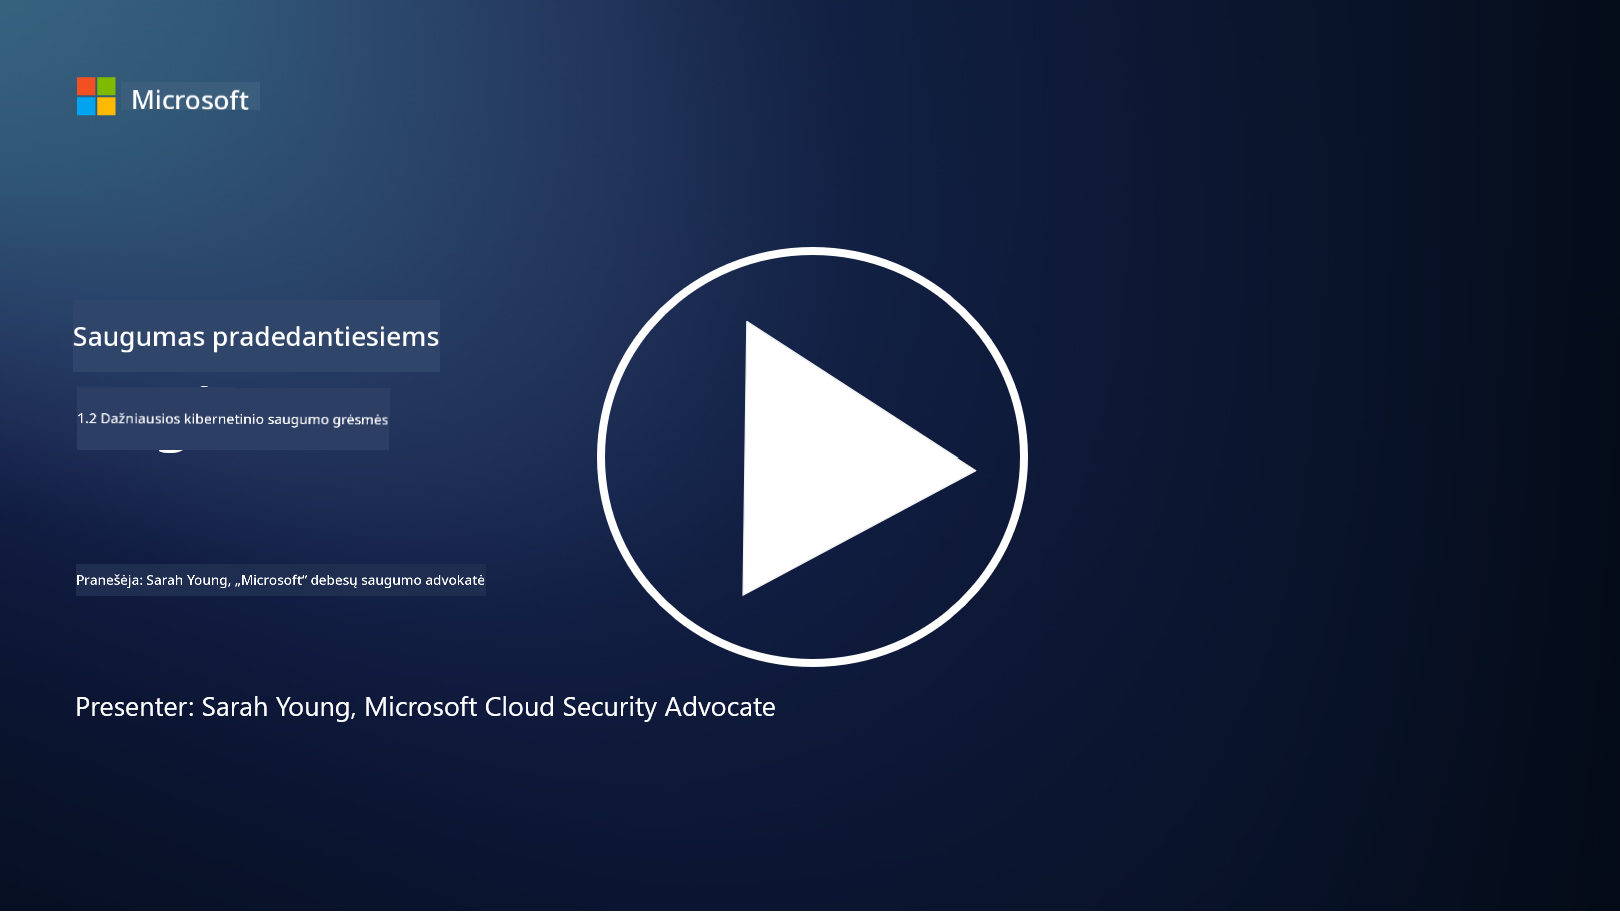 Microsoft
Saugumas pradedantiesiems
1.2 Dažniausios kibernetinio saugumo grėsmės
Pranešėja: Sarah Young, „Microsoft“ debesų saugumo advokatė
Presenter: Sarah Young, Microsoft Cloud Security Advocate